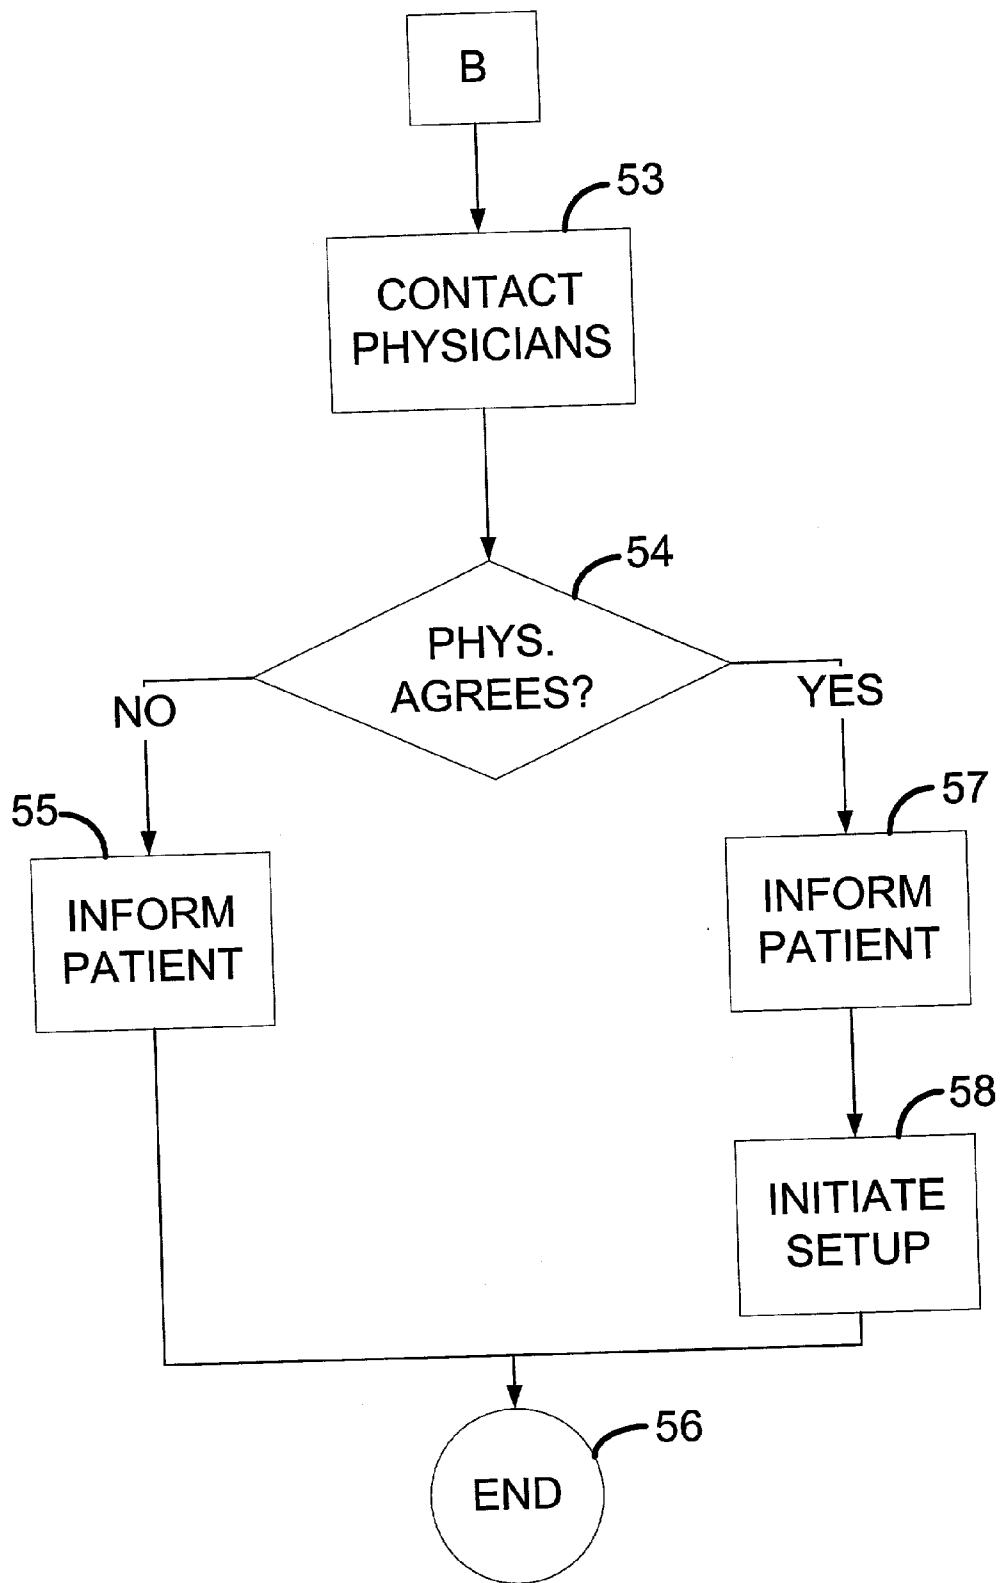 B
53
CONTACT
PHYSICIANS
54
PHYS.
AGREES?
NO
YES
55
57
INFORM
PATIENT
INFORM
PATIENT
58
INITIATE
SETUP
56
END